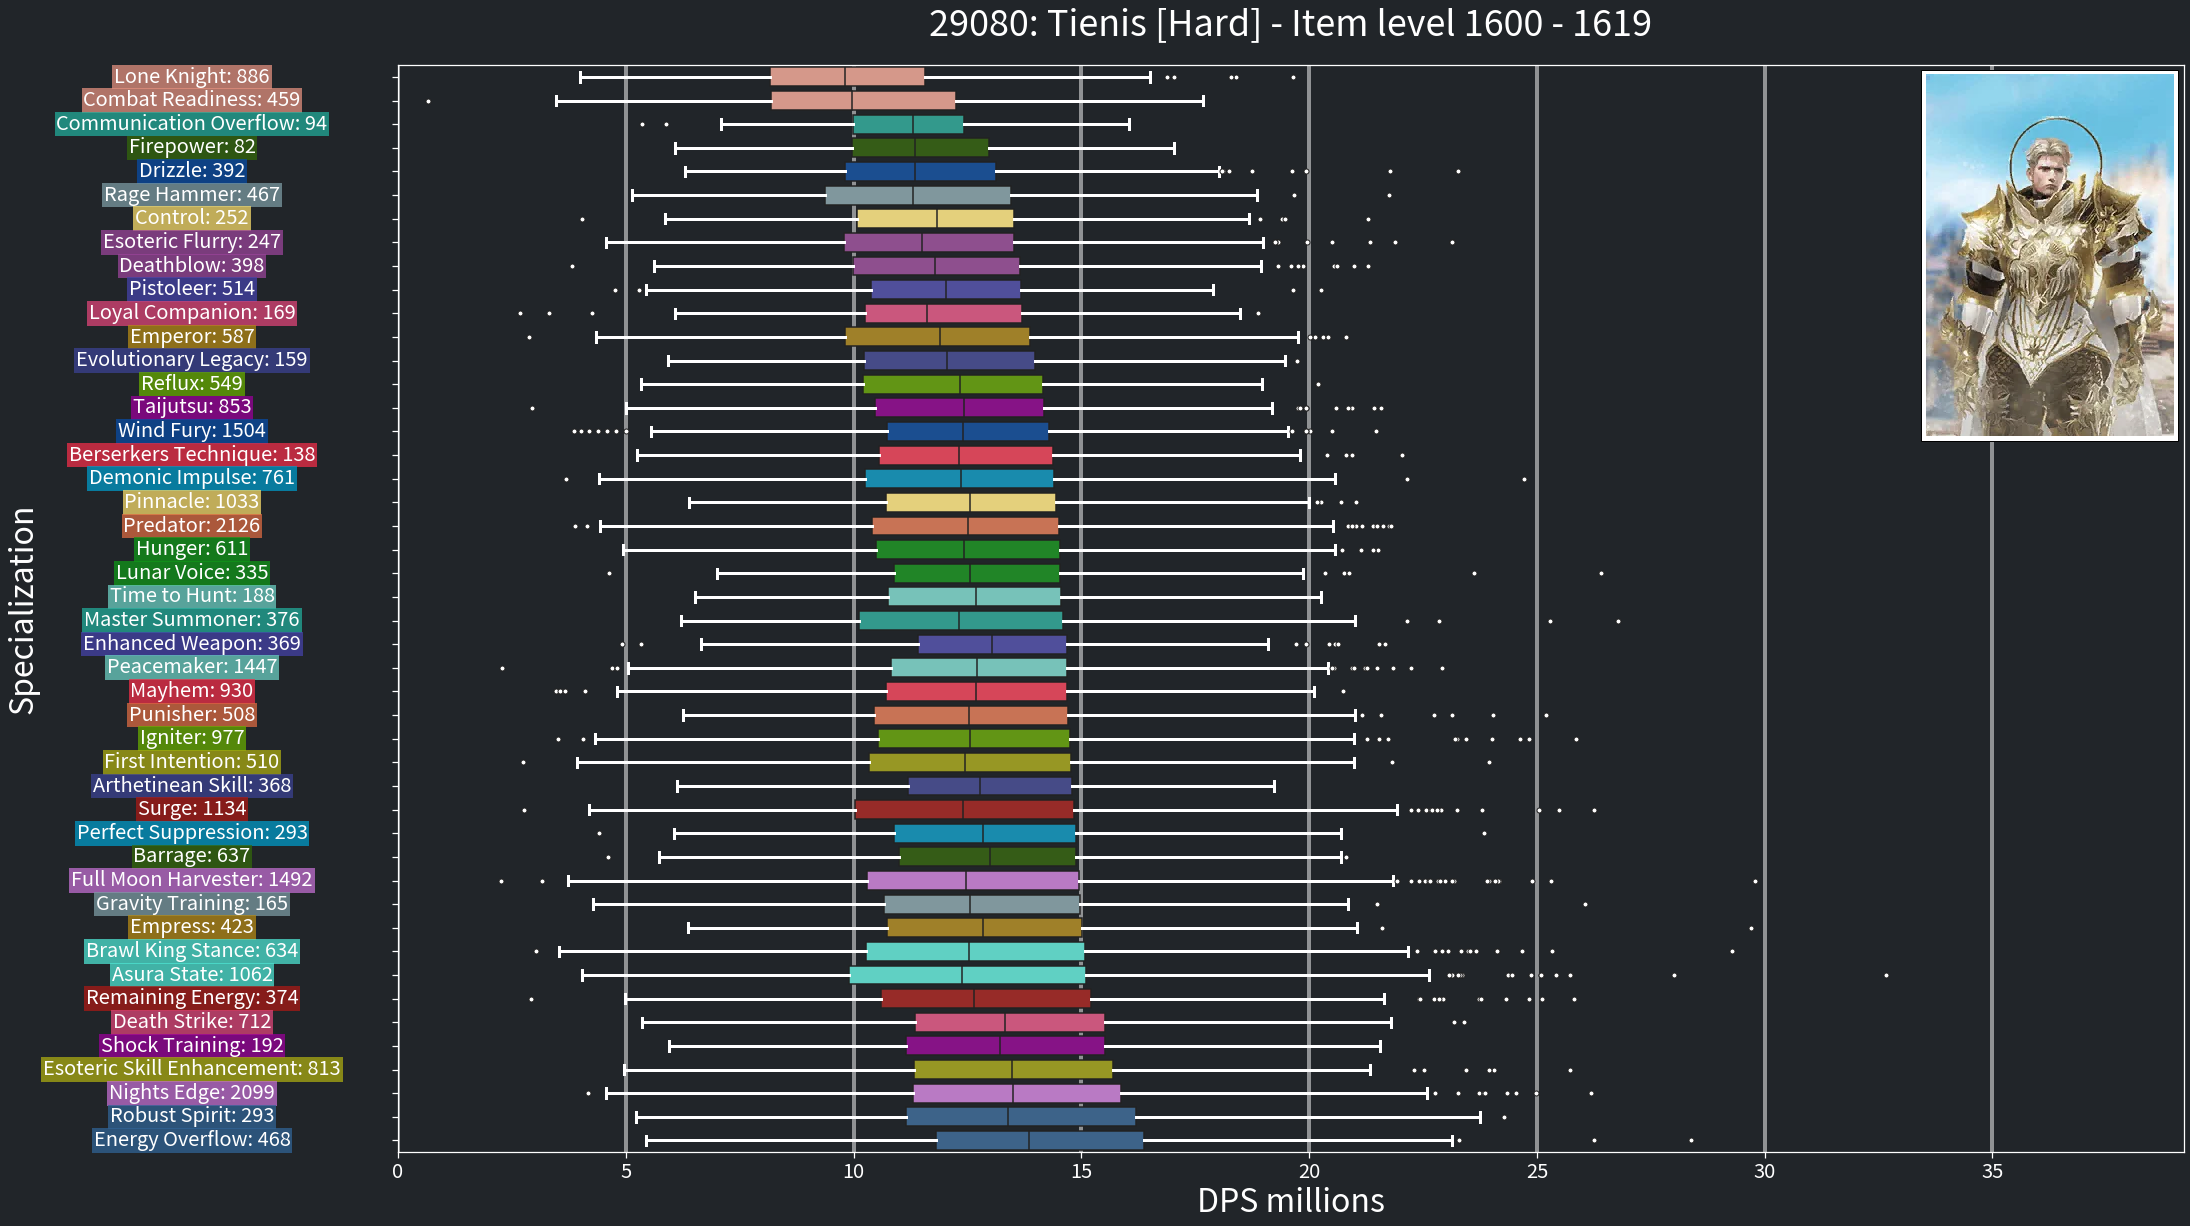 29080: Tienis [Hard] - Item level 1600 - 1619
Specialization
Lone Knight: 886
Combat Readiness: 459
Communication Overflow: 94
Firepower: 82
Drizzle: 392
Rage Hammer: 467
Control: 252
Esoteric Flurry: 247
Deathblow: 398
Pistoleer: 514
Loyal Companion: 169
Emperor: 587
Evolutionary Legacy: 159
Reflux: 549
Taijutsu: 853
Wind Fury: 1504
Berserkers Technique: 138
Demonic Impulse: 761
Pinnacle: 1033
Predator: 2126
Hunger: 611
Lunar Voice: 335
Time to Hunt: 188
Master Summoner: 376
Enhanced Weapon: 369
Peacemaker: 1447
Mayhem: 930
Punisher: 508
Igniter: 977
First Intention: 510
Arthetinean Skill: 368
Surge: 1134
Perfect Suppression: 293
Barrage: 637
Full Moon Harvester: 1492
Gravity Training: 165
Empress: 423
Brawl King Stance: 634
Asura State: 1062
Remaining Energy: 374
Death Strike: 712
Shock Training: 192
Esoteric Skill Enhancement: 813
Nights Edge: 2099
Robust Spirit: 293
Energy Overflow: 468
0 5 10 15 20 25 30 35
DPS millions